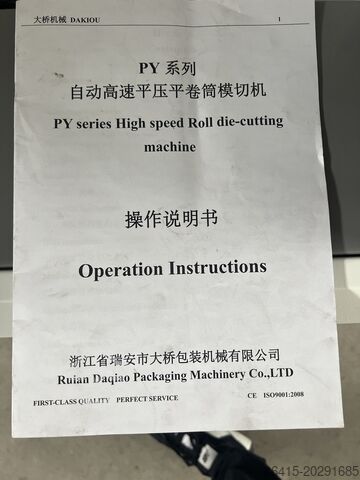 大桥机械 DAKIOU 1
PY 系列
自动高速平压平卷筒模切机
PY series High speed Roll die-cutting
machine
操作说明书
Operation Instructions
浙江省瑞安市大桥包装机械有限公司
Ruian Daqiao Packaging Machinery Co.,LTD
FIRST-CLASS QUALITY PERFECT SERVICE CE ISO9001:2008
6415-20291685